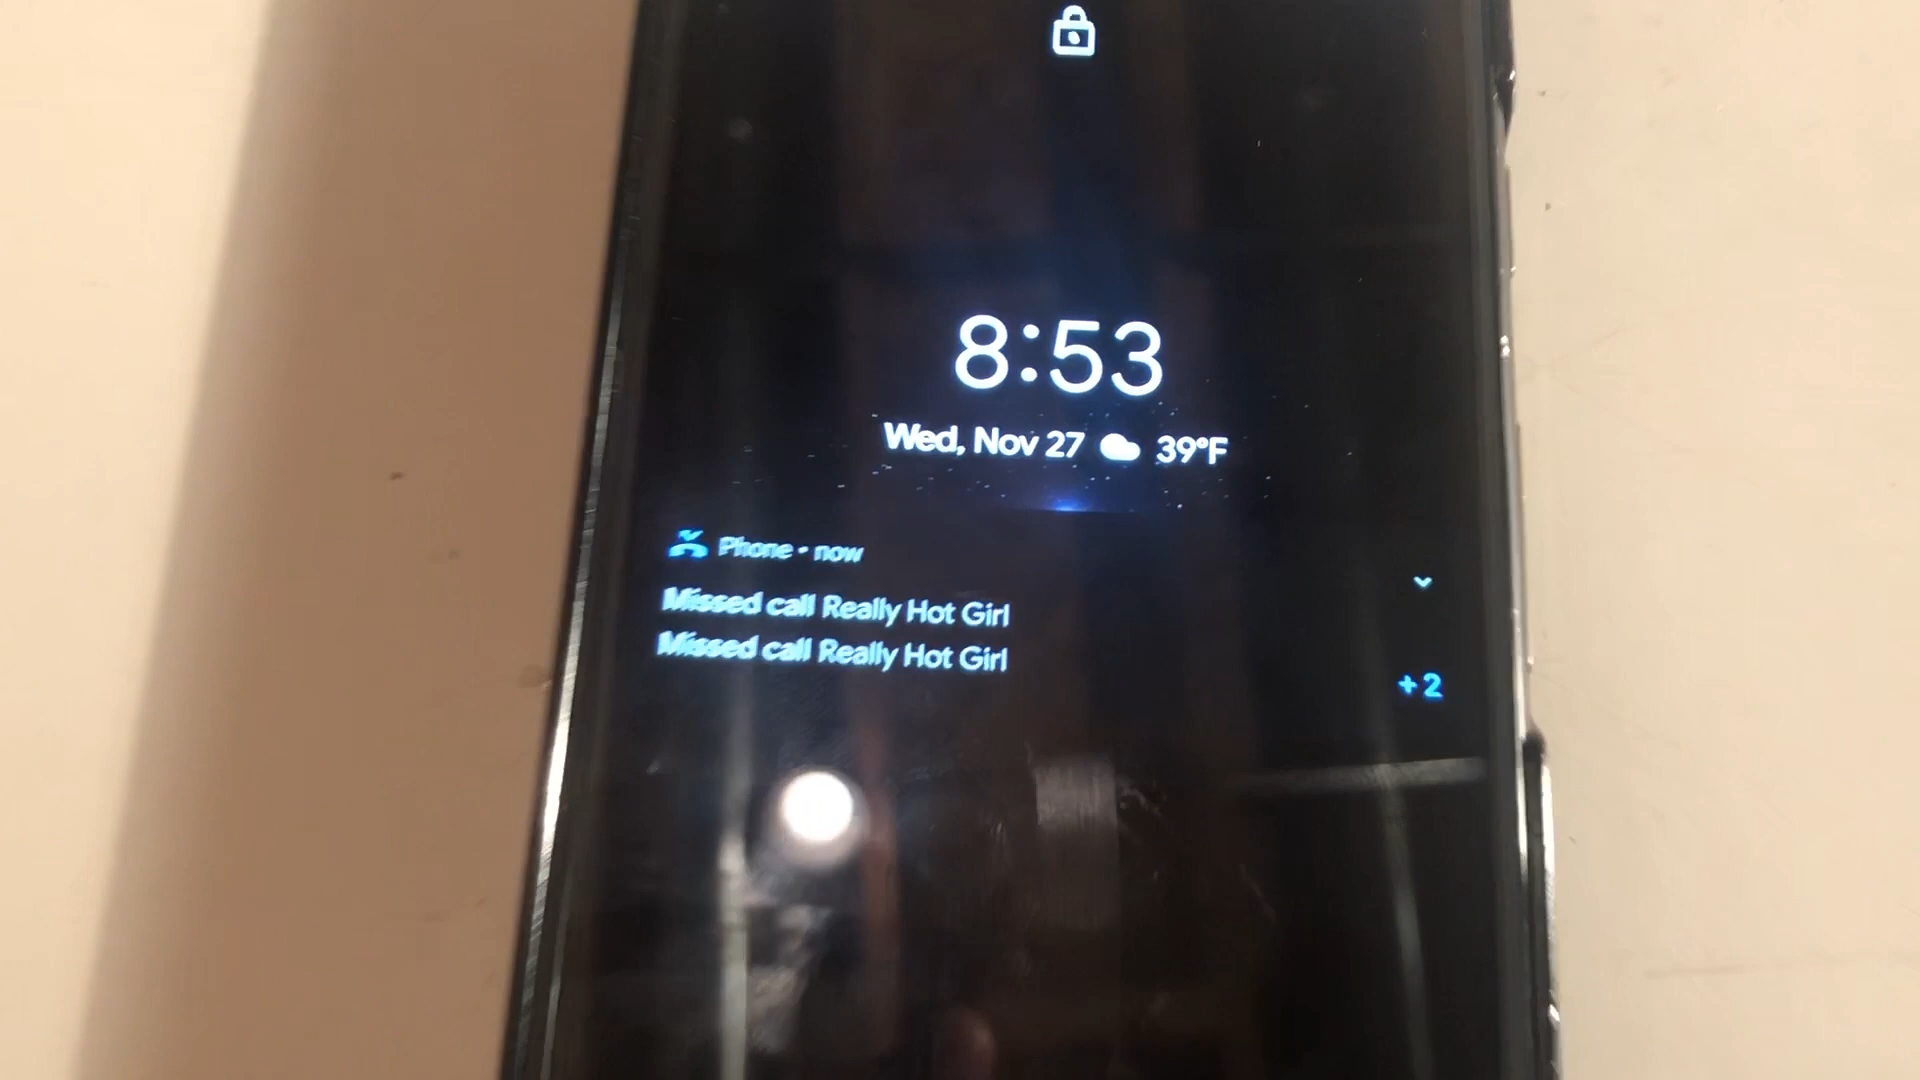 8:53
Wed, Nov 27 39°F
Phone • now
Missed call Really Hot Girl
Missed call Really Hot Girl
+2